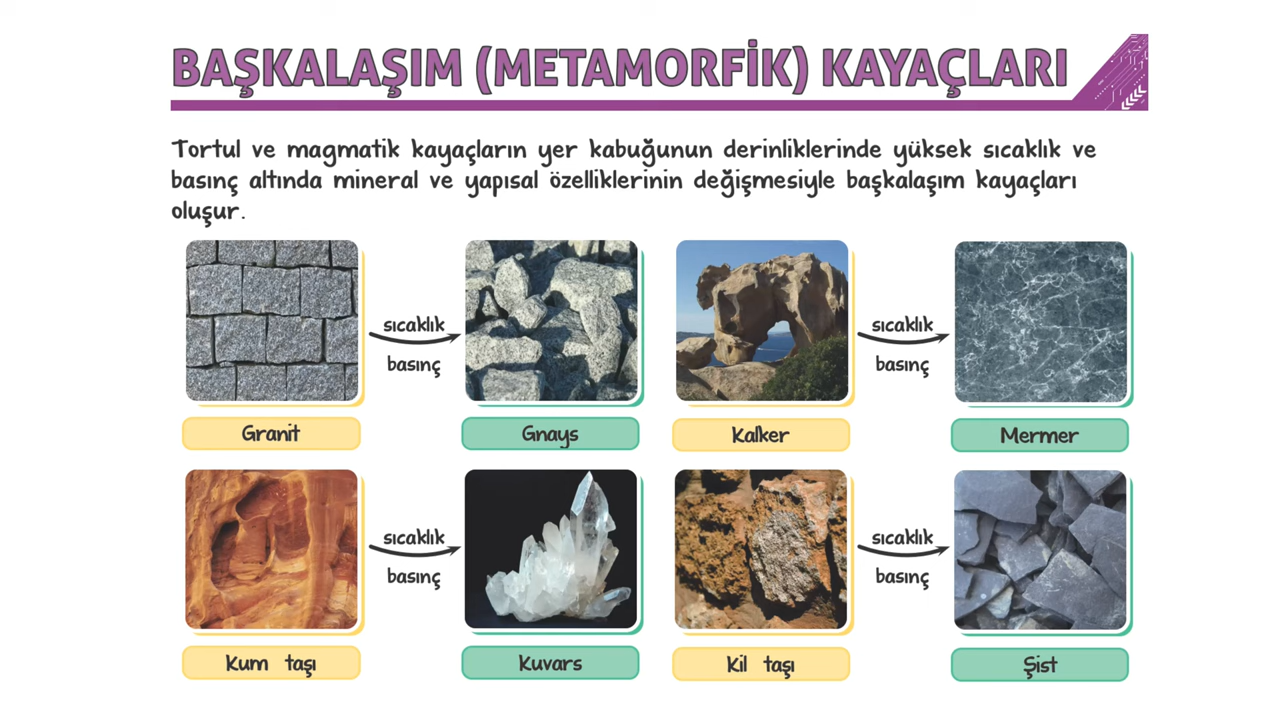 BAŞKALAŞIM (METAMORFİK) KAYAÇLARI
Tortul ve magmatik kayaçların yer kabuğunun derinliklerinde yüksek sıcaklık ve
basınç altında mineral ve yapısal özelliklerinin değişmesiyle başkalaşım kayaçları
oluşur.
sıcaklık
basınç
sıcaklık
basınç
Granit
Gnays
Kalker
Mermer
sıcaklık
basınç
sıcaklık
basınç
Kum taşı
Kuvars
Kil taşı
Şist